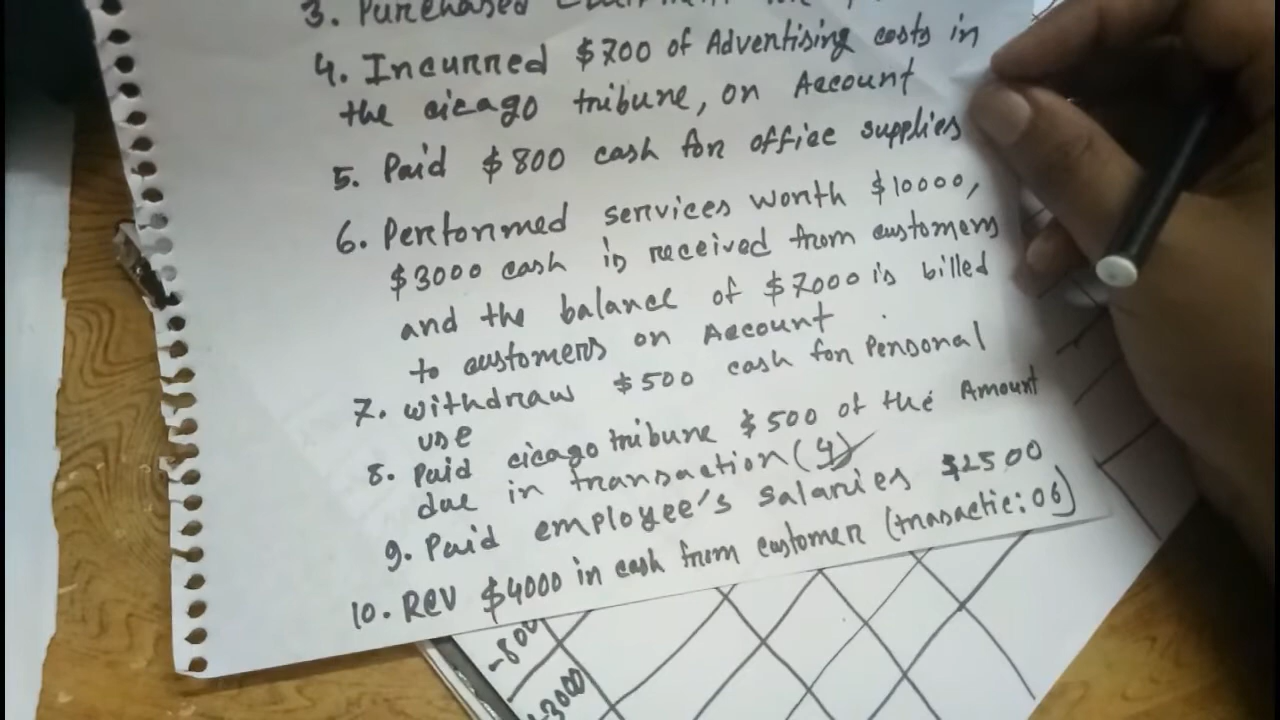 3. Purchased
4. Incurred $700 of Advertising costs in
the cicago tribune, on Account
5. Paid $800 cash for office supplies
6. Performed services worth $10000,
$3000 cash is received from customers
and the balance of $7000 is billed
to customers on Account
7. withdraw $500 cash for Personal
use
8. Paid cicago tribune $500 of the Amount
due in transaction (4)
9. Paid employee's salaries $2500
10. REV $4000 in cash from customer (trasactic: 06)
-800
-3000